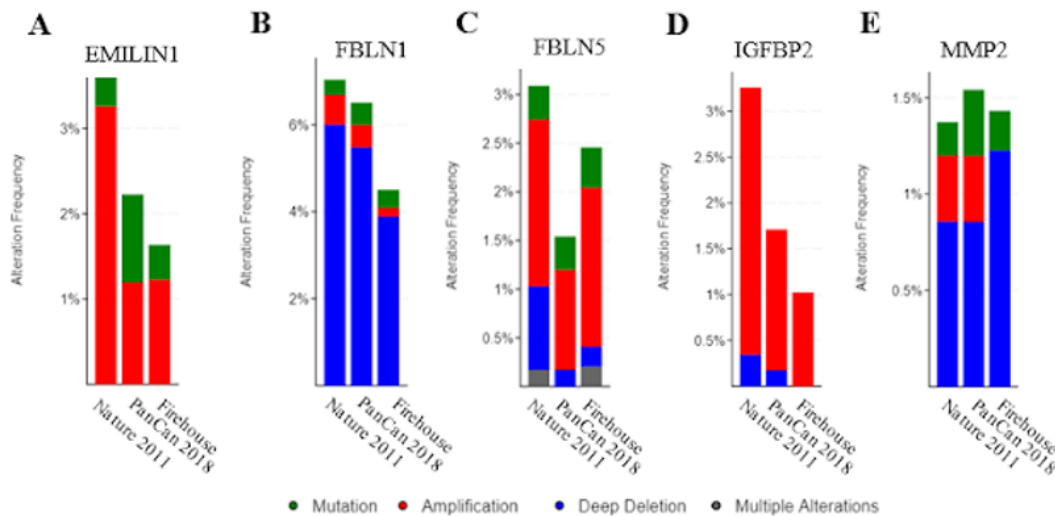 A
EMILIN1
Alteration Frequency
3%
2%
1%
Nature 2011
PanCan 2018
Firehouse
B
FBLN1
Alteration Frequency
6%
4%
2%
Nature 2011
PanCan 2018
Firehouse
C
FBLN5
Alteration Frequency
3%
2.5%
2%
1.5%
1%
0.5%
Nature 2011
PanCan 2018
Firehouse
D
IGFBP2
Alteration Frequency
3%
2.5%
2%
1.5%
1%
0.5%
Nature 2011
PanCan 2018
Firehouse
E
MMP2
Alteration Frequency
1.5%
1%
0.5%
Nature 2011
PanCan 2018
Firehouse
Mutation Amplification Deep Deletion Multiple Alterations